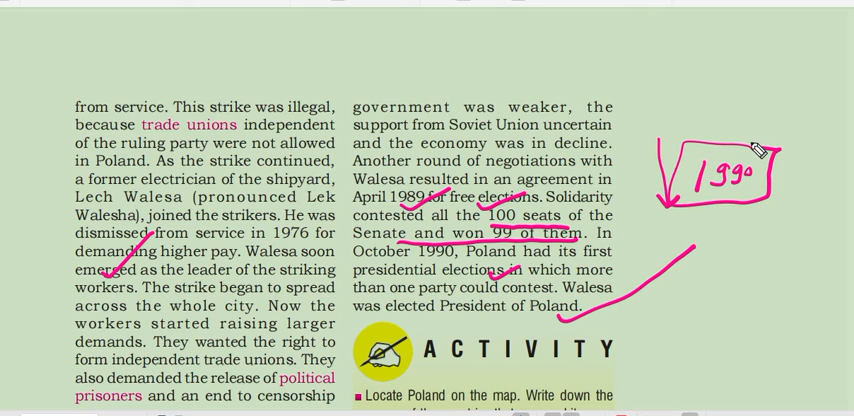 from service. This strike was illegal,
because trade unions independent
of the ruling party were not allowed
in Poland. As the strike continued,
a former electrician of the shipyard,
Lech Walesa (pronounced Lek
Walesha), joined the strikers. He was
dismissed from service in 1976 for
demanding higher pay. Walesa soon
emerged as the leader of the striking
workers. The strike began to spread
across the whole city. Now the
workers started raising larger
demands. They wanted the right to
form independent trade unions. They
also demanded the release of political
prisoners and an end to censorship
government was weaker, the
support from Soviet Union uncertain
and the economy was in decline.
Another round of negotiations with
Walesa resulted in an agreement in
April 1989 for free elections. Solidarity
contested all the 100 seats of the
Senate and won 99 of them. In
October 1990, Poland had its first
presidential elections in which more
than one party could contest. Walesa
was elected President of Poland.
ACTIVITY
Locate Poland on the map. Write down the
1990